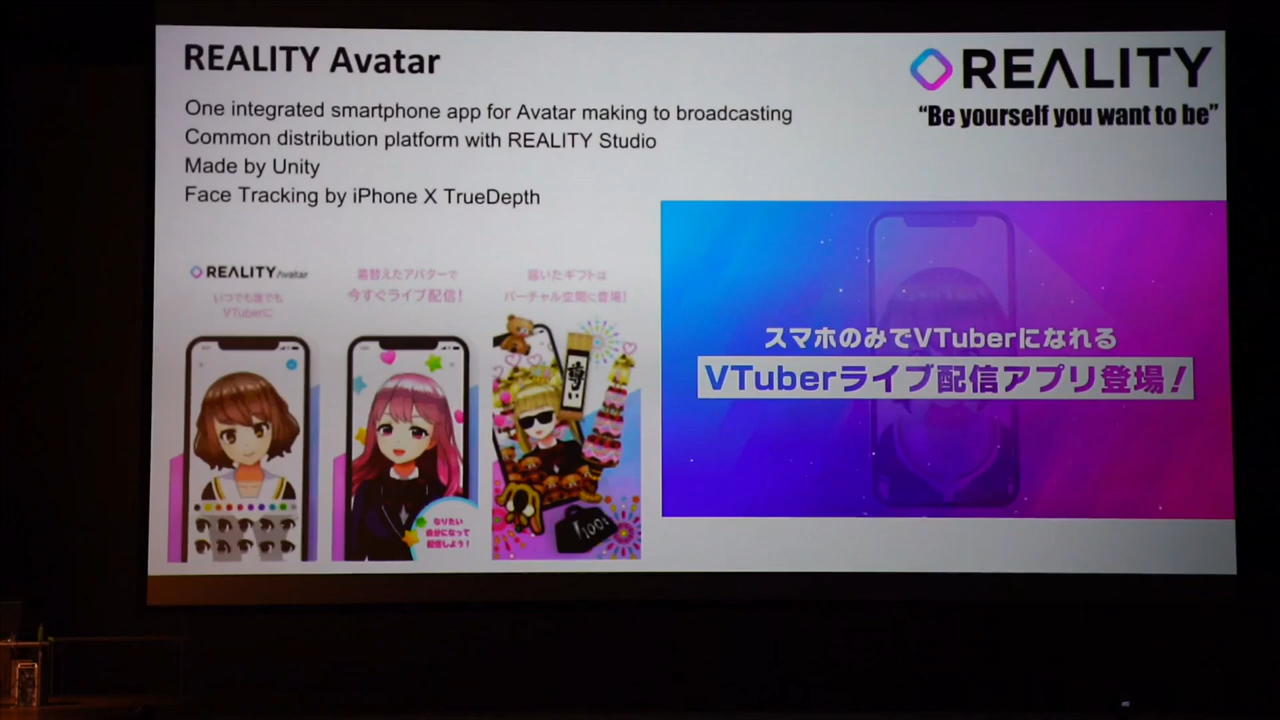 REALITY Avatar
REALITY
“Be yourself you want to be”
One integrated smartphone app for Avatar making to broadcasting
Common distribution platform with REALITY Studio
Made by Unity
Face Tracking by iPhone X TrueDepth
REALITY Avatar
いつでも誰でも
VTuberに
着替えたアバターで
今すぐライブ配信!
なりたい
自分になって
配信しよう!
届いたギフトは
バーチャル空間に登場!
尊い
100t
スマホのみでVTuberになれる
VTuberライブ配信アプリ登場!